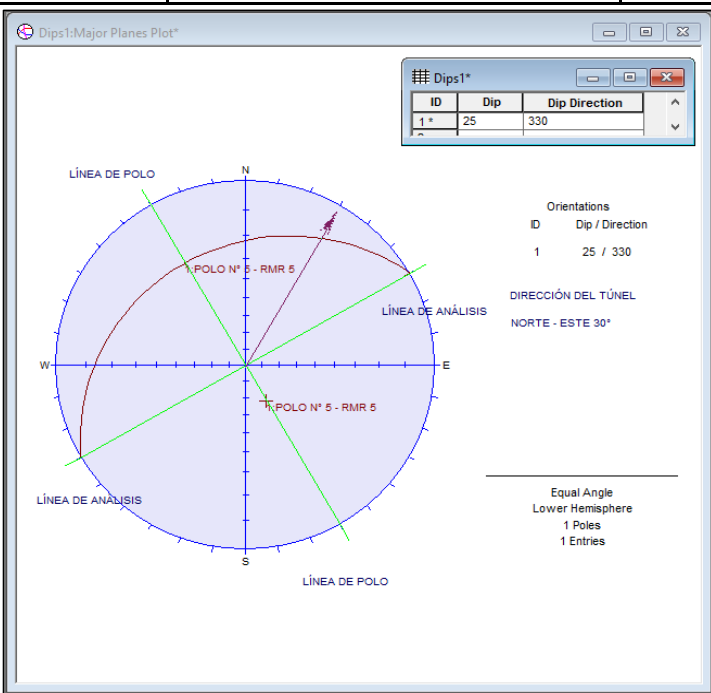 Dips1:Major Planes Plot*
Dips1*
ID Dip Dip Direction
1 * 25 330
LÍNEA DE POLO
N
Orientations
ID Dip / Direction
1 25 / 330
1:POLO N° 5 - RMR 5
DIRECCIÓN DEL TÚNEL
LÍNEA DE ANÁLISIS
NORTE - ESTE 30°
W
E
1:POLO N° 5 - RMR 5
LÍNEA DE ANÁLISIS
Equal Angle
Lower Hemisphere
1 Poles
1 Entries
S
LÍNEA DE POLO